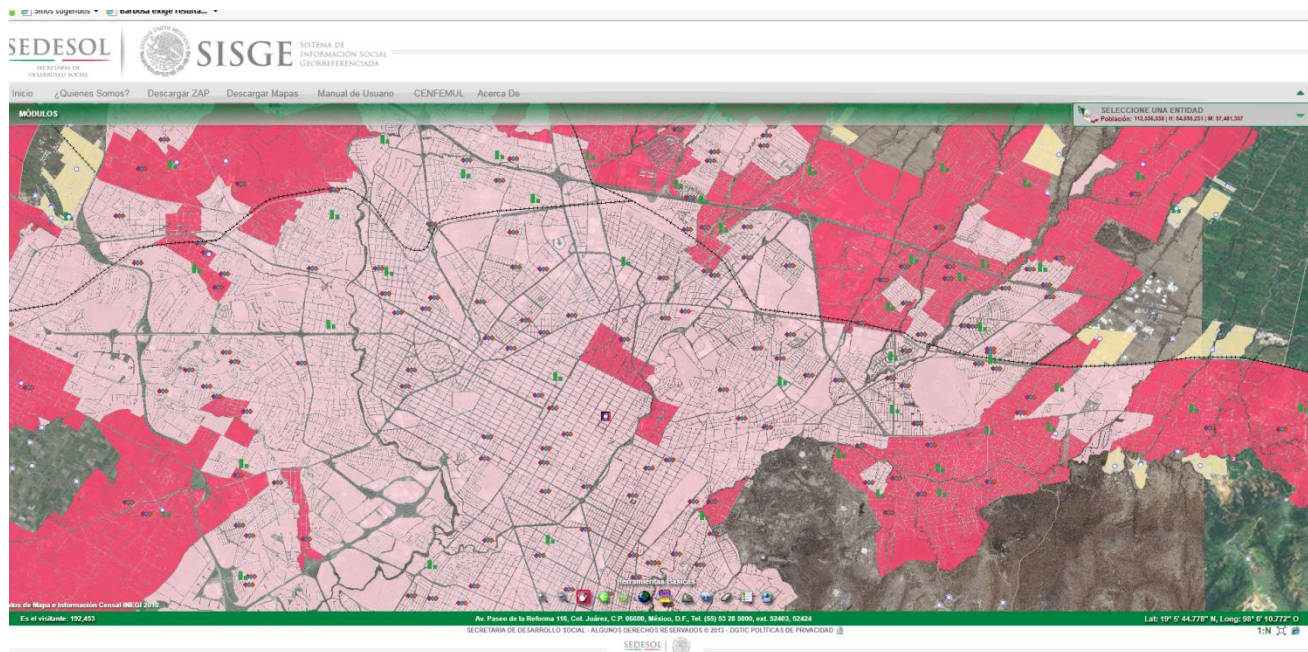 Sitios sugeridos ▾ Barbosa exige resulta... ▾
SEDESOL
SECRETARÍA DE
DESARROLLO SOCIAL
SISGE
SISTEMA DE
INFORMACIÓN SOCIAL
GEORREFERENCIADA
Inicio ¿Quienes Somos? Descargar ZAP Descargar Mapas Manual de Usuario CENFEMUL Acerca De
MÓDULOS
SELECCIONE UNA ENTIDAD
Herramientas Básicas
tos de Mapa e Información Censal INEGI 2010
Es el visitante: 192,453
Av. Paseo de la Reforma 116, Col. Juárez, C.P. 06600, México, D.F., Tel. (55) 53 28 5000, ext. 52403, 52424
Lat: 19° 5' 44.778" N, Long: 98° 6' 10.772" O
SECRETARIA DE DESARROLLO SOCIAL - ALGUNOS DERECHOS RESERVADOS © 2013 - DGTIC POLÍTICAS DE PRIVACIDAD
1:N
SEDESOL